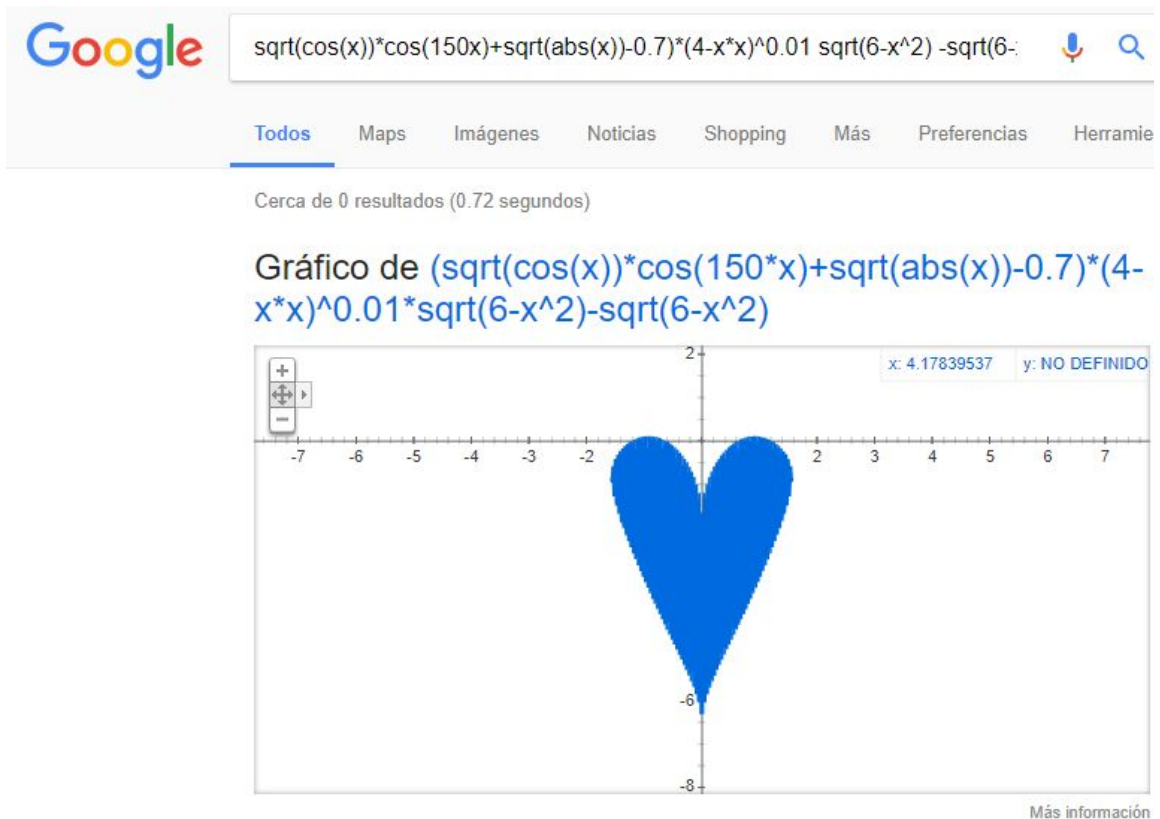 Google
sqrt(cos(x))*cos(150x)+sqrt(abs(x))-0.7)*(4-x*x)^0.01 sqrt(6-x^2) -sqrt(6-:
Todos Maps Imágenes Noticias Shopping Más Preferencias Herramie
Cerca de 0 resultados (0.72 segundos)
Gráfico de (sqrt(cos(x))*cos(150*x)+sqrt(abs(x))-0.7)*(4-
x*x)^0.01*sqrt(6-x^2)-sqrt(6-x^2)
2
x: 4.17839537 y: NO DEFINIDO
-7 -6 -5 -4 -3 -2 2 3 4 5 6 7
-6
-8
Más información